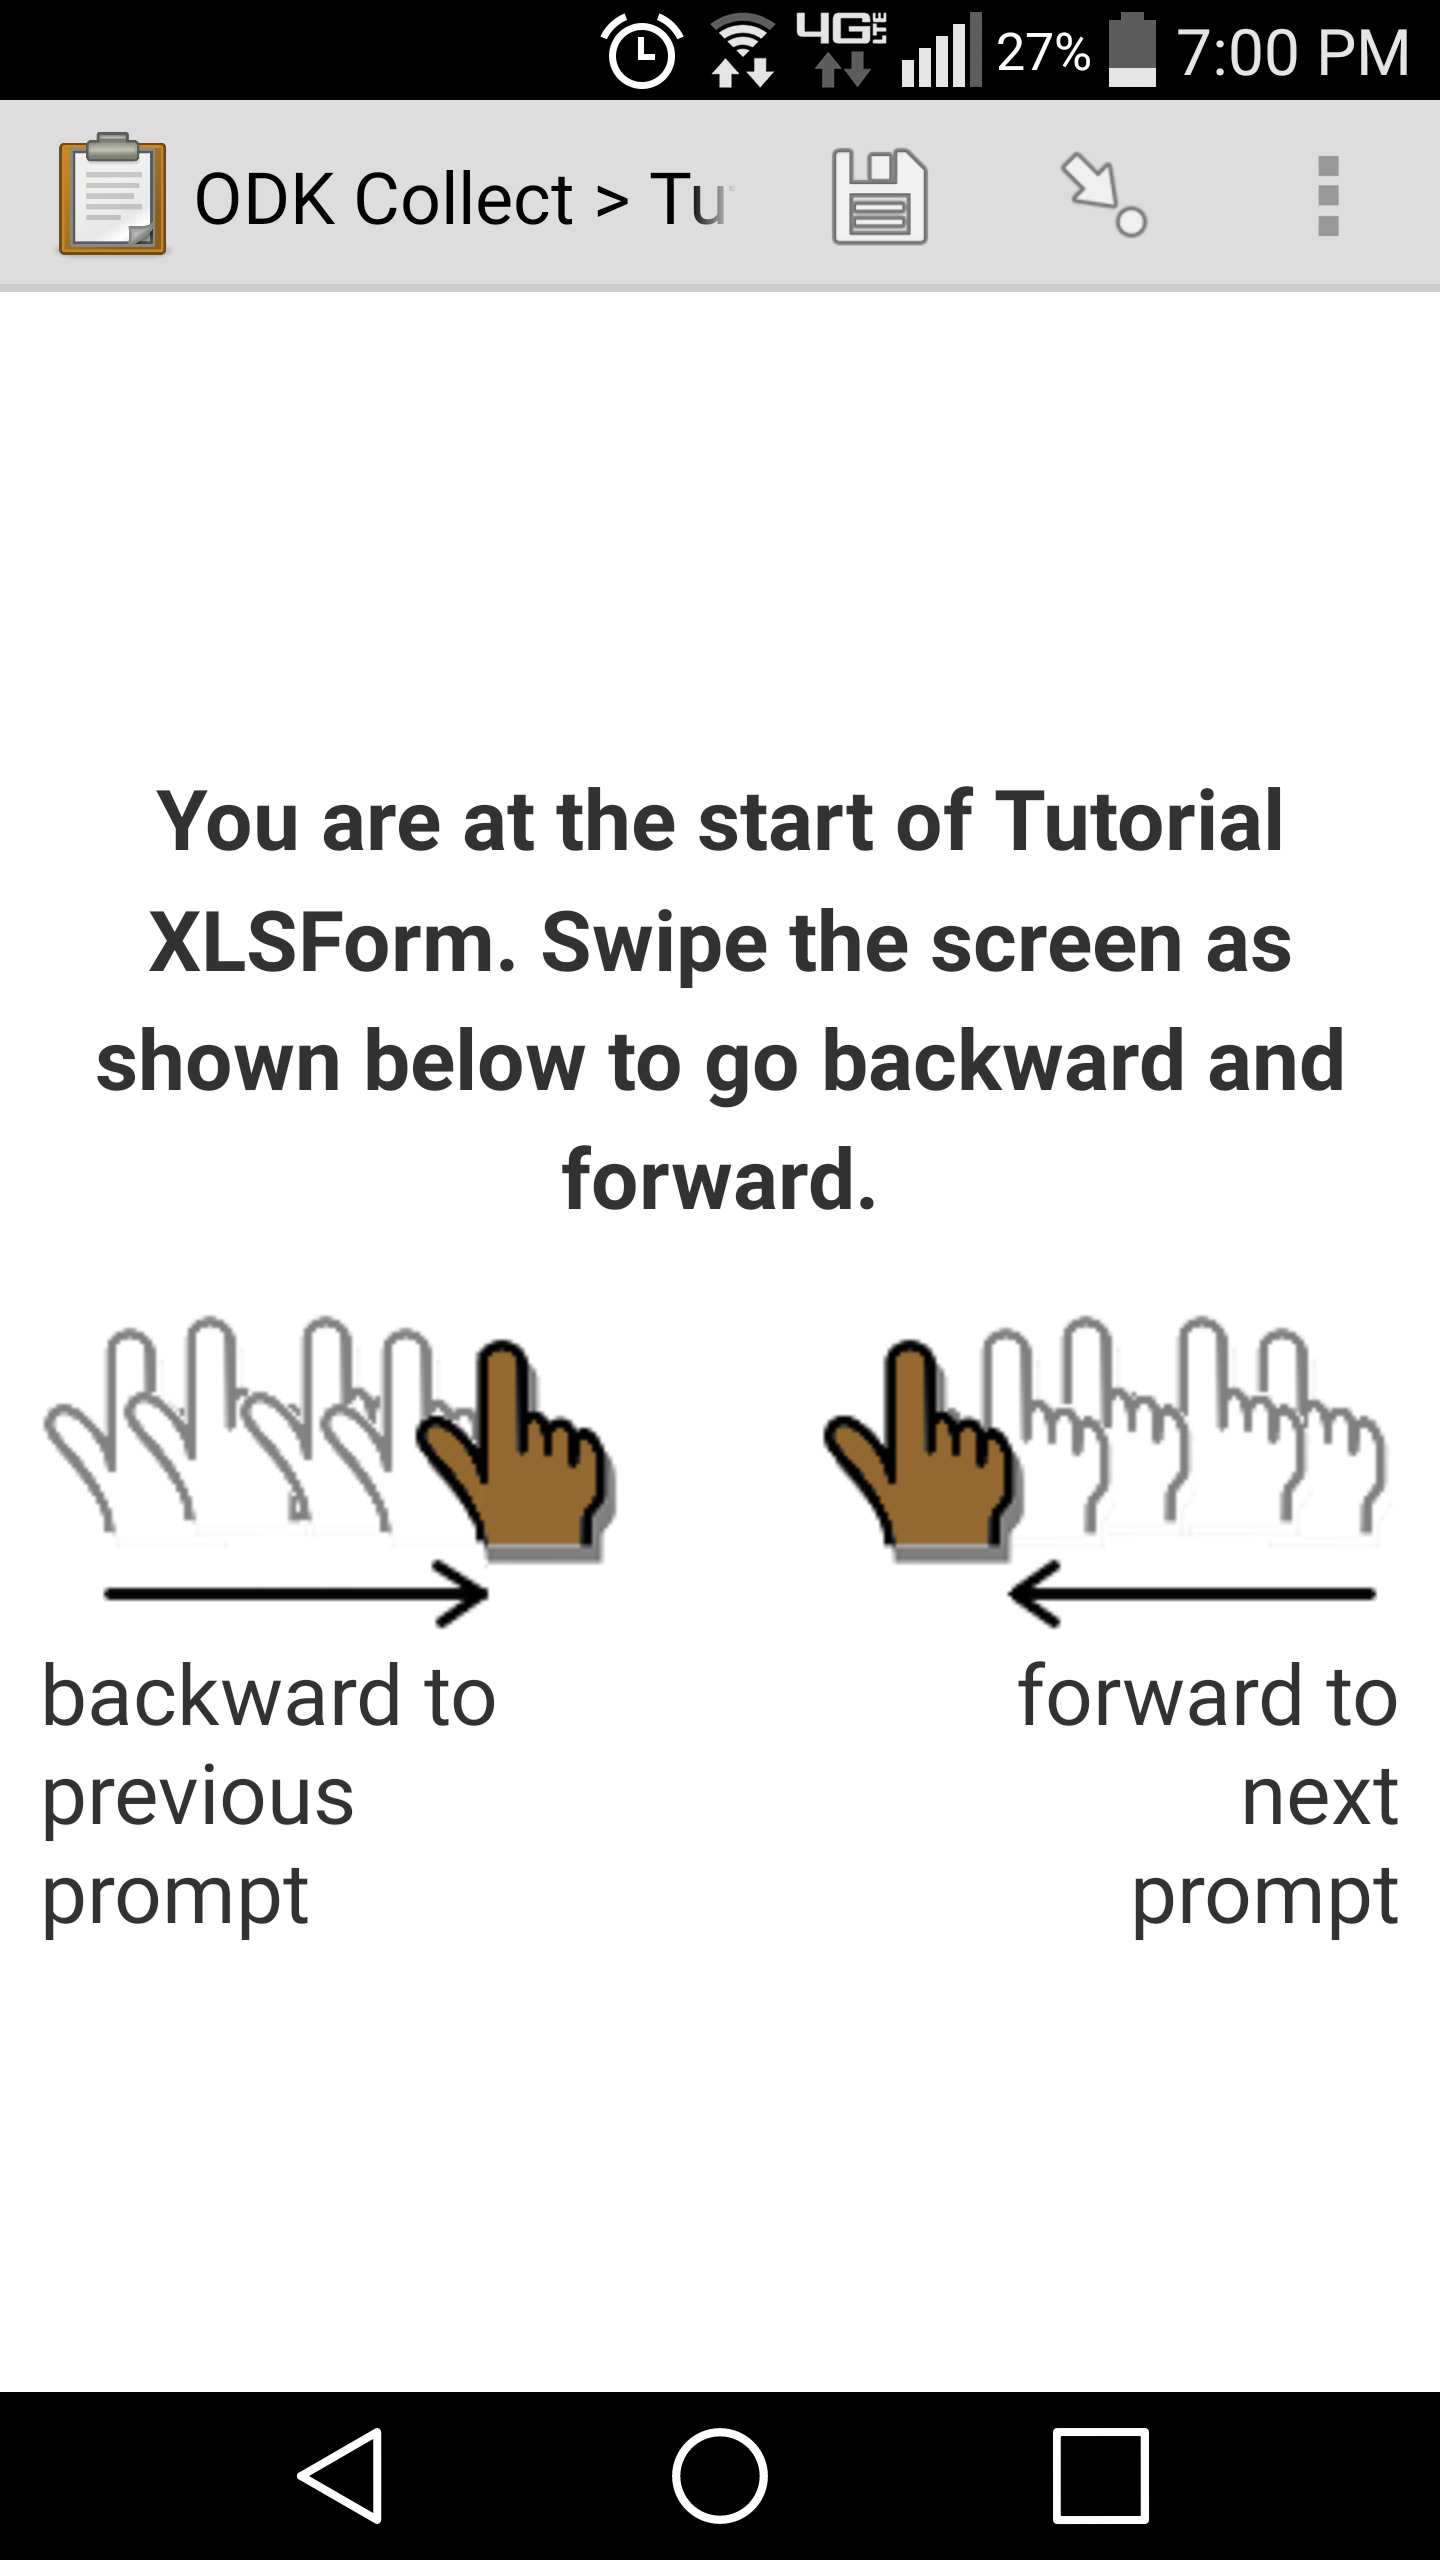 4G LTE 27% 7:00 PM
ODK Collect > Tu
You are at the start of Tutorial
XLSForm. Swipe the screen as
shown below to go backward and
forward.
backward to
previous
prompt
forward to
next
prompt